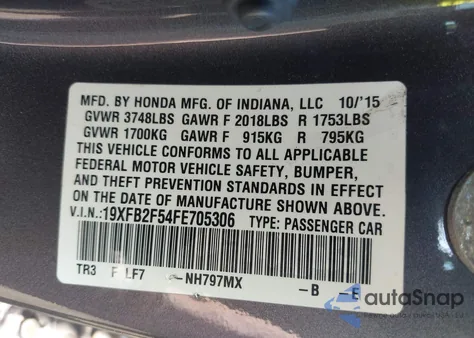 MFD. BY HONDA MFG. OF INDIANA, LLC 10/'15
GVWR 3748LBS GAWR F 2018LBS R 1753LBS
GVWR 1700KG GAWR F 915KG R 795KG
THIS VEHICLE CONFORMS TO ALL APPLICABLE
FEDERAL MOTOR VEHICLE SAFETY, BUMPER,
AND THEFT PREVENTION STANDARDS IN EFFECT
ON THE DATE OF MANUFACTURE SHOWN ABOVE.
V.I.N.: 19XFB2F54FE705306 TYPE: PASSENGER CAR
TR3 F LF7 -NH797MX -B -E
autoSnap